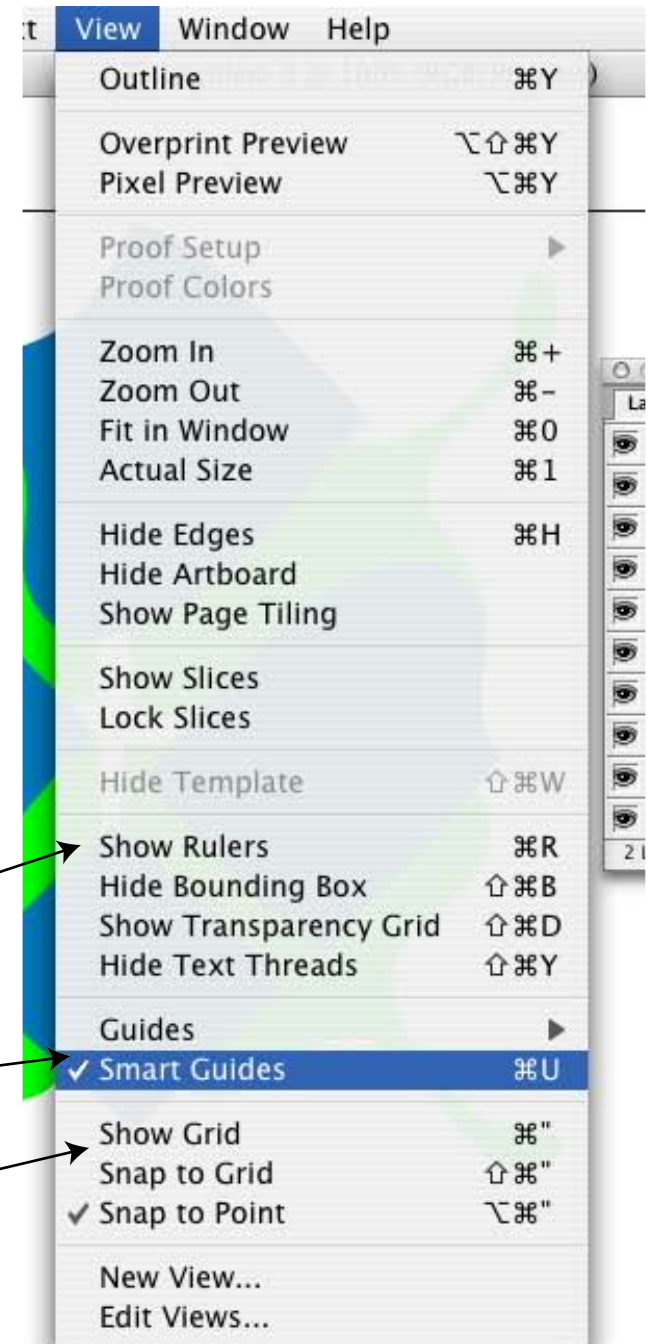 t View Window Help
Outline ⌘Y )
Overprint Preview ⌥⇧⌘Y
Pixel Preview ⌥⌘Y
Proof Setup
Proof Colors
Zoom In ⌘+
Zoom Out ⌘-
Fit in Window ⌘0
Actual Size ⌘1
Hide Edges ⌘H
Hide Artboard
Show Page Tiling
Show Slices
Lock Slices
Hide Template ⇧⌘W
Show Rulers ⌘R
Hide Bounding Box ⇧⌘B
Show Transparency Grid ⇧⌘D
Hide Text Threads ⇧⌘Y
Guides
✓ Smart Guides ⌘U
Show Grid ⌘"
Snap to Grid ⇧⌘"
✓ Snap to Point ⌥⌘"
New View...
Edit Views...
La
2 L